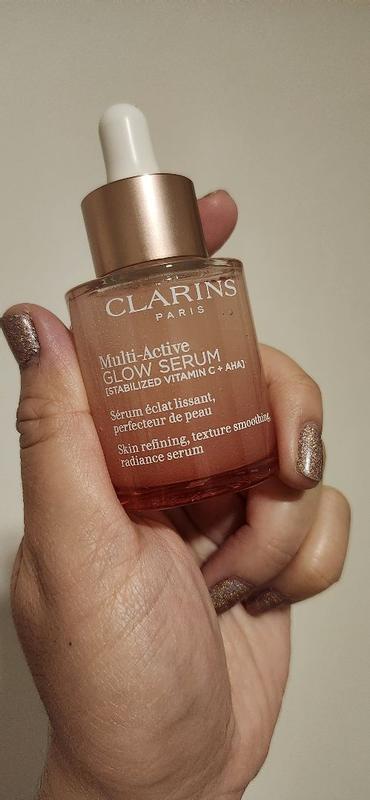 CLARINS
PARIS
Multi-Active
GLOW SERUM
[STABILIZED VITAMIN C + AHA]
Sérum éclat lissant,
perfecteur de peau
Skin refining, texture smoothing,
radiance serum